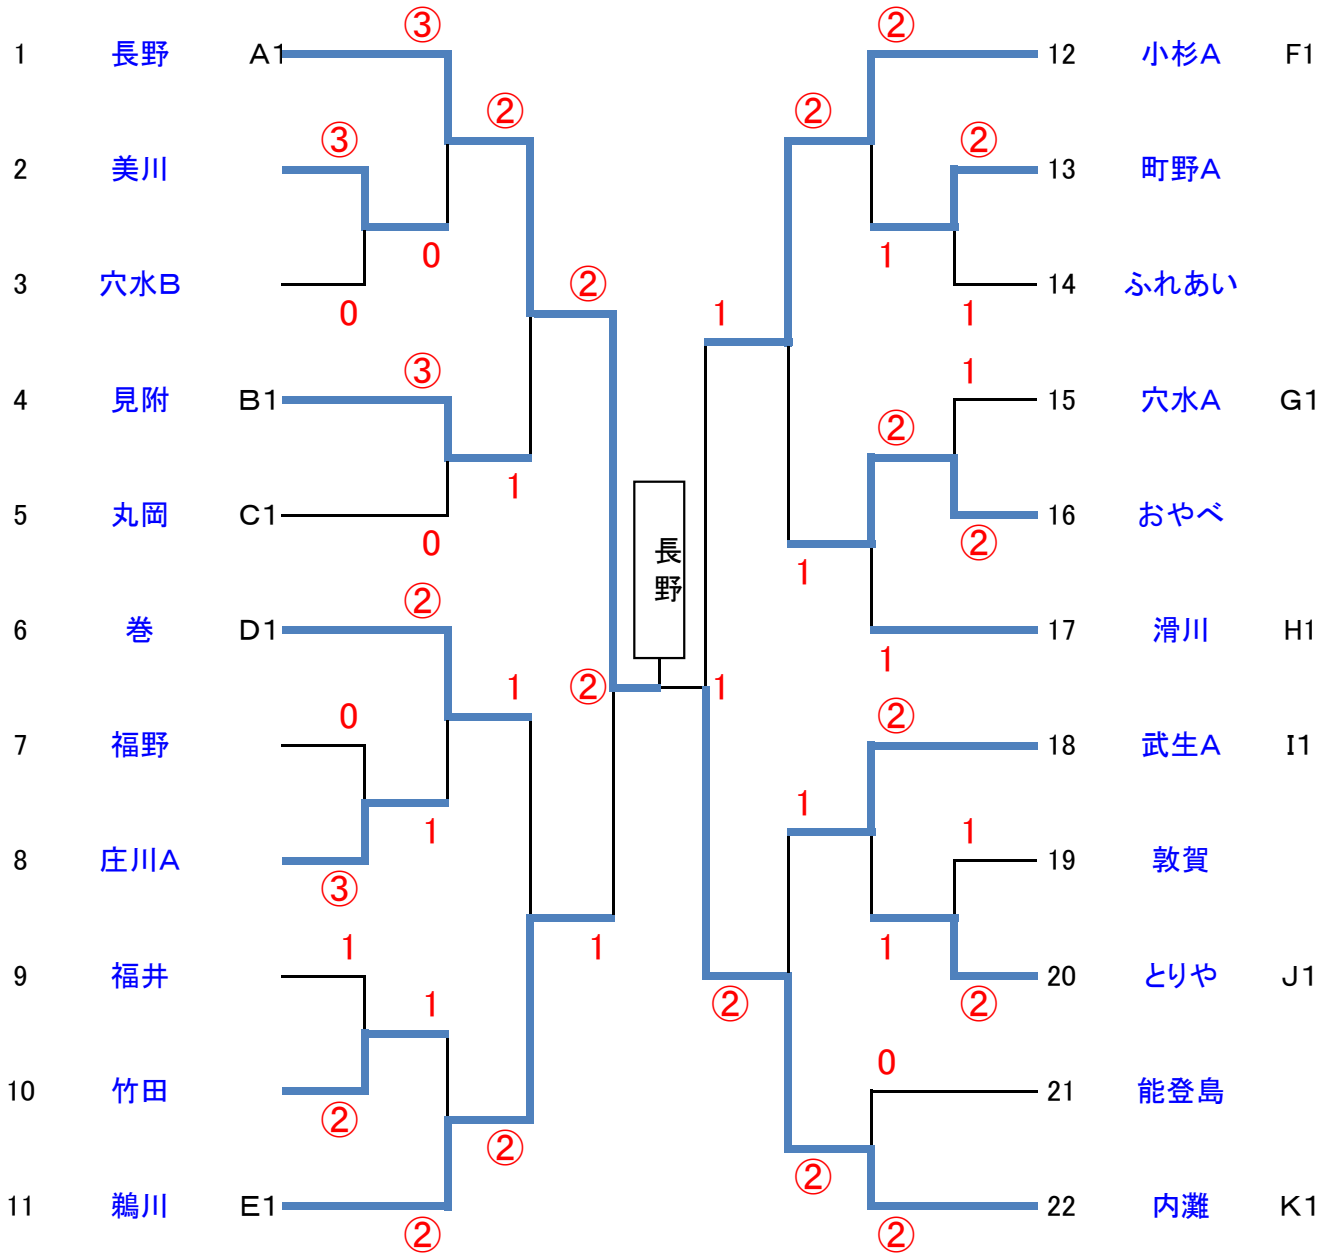 ③ ②
1 長野 A1 12 小杉A F1
② ②
③ ②
2 美川 13 町野A
0 1
3 穴水B ② 14 ふれあい
0 1 1
③ 1
4 見附 B1 15 穴水A G1
②
1
5 丸岡 C1 16 おやべ
0 長野 ②
1
②
6 巻 D1 17 滑川 H1
1
1 ② 1
0 ②
7 福野 18 武生A I1
1
1 1
8 庄川A 19 敦賀
③
1 1 1
9 福井 20 とりや J1
1 ② ②
0
10 竹田 21 能登島
②
②
②
11 鵜川 E1 22 内灘 K1
② ②